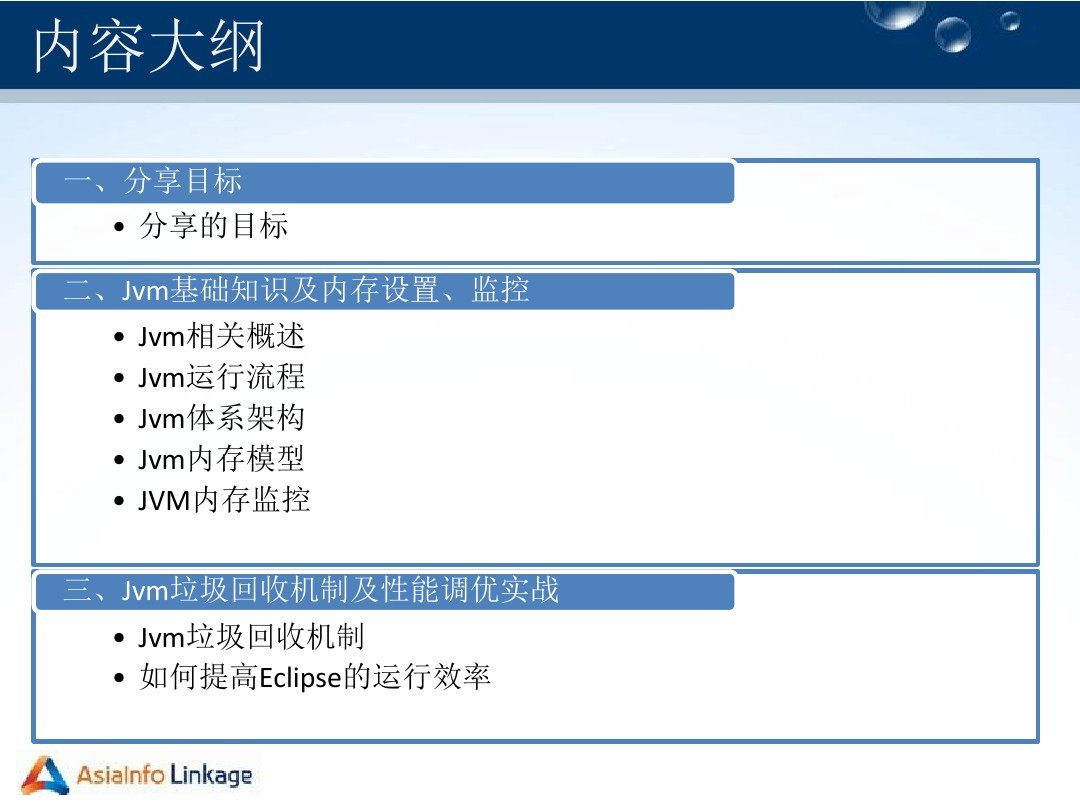 内容大纲
一、分享目标
• 分享的目标
二、Jvm基础知识及内存设置、监控
• Jvm相关概述
• Jvm运行流程
• Jvm体系架构
• Jvm内存模型
• JVM内存监控
三、Jvm垃圾回收机制及性能调优实战
• Jvm垃圾回收机制
• 如何提高Eclipse的运行效率
AsiaInfo Linkage